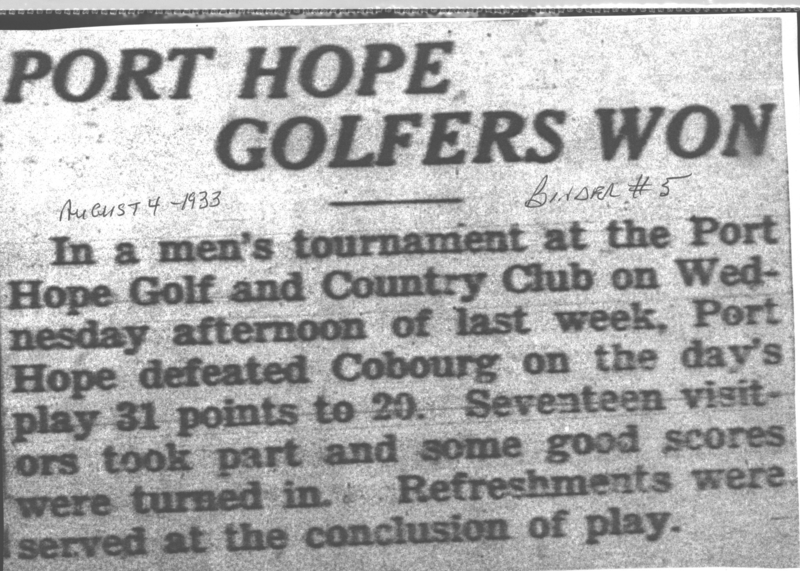 PORT HOPE
GOLFERS WON
AUGUST 4 - 1933 BINDER # 5
In a men's tournament at the Port
Hope Golf and Country Club on Wed-
nesday afternoon of last week, Port
Hope defeated Cobourg on the day's
play 31 points to 20. Seventeen visit-
ors took part and some good scores
were turned in. Refreshments were
served at the conclusion of play.